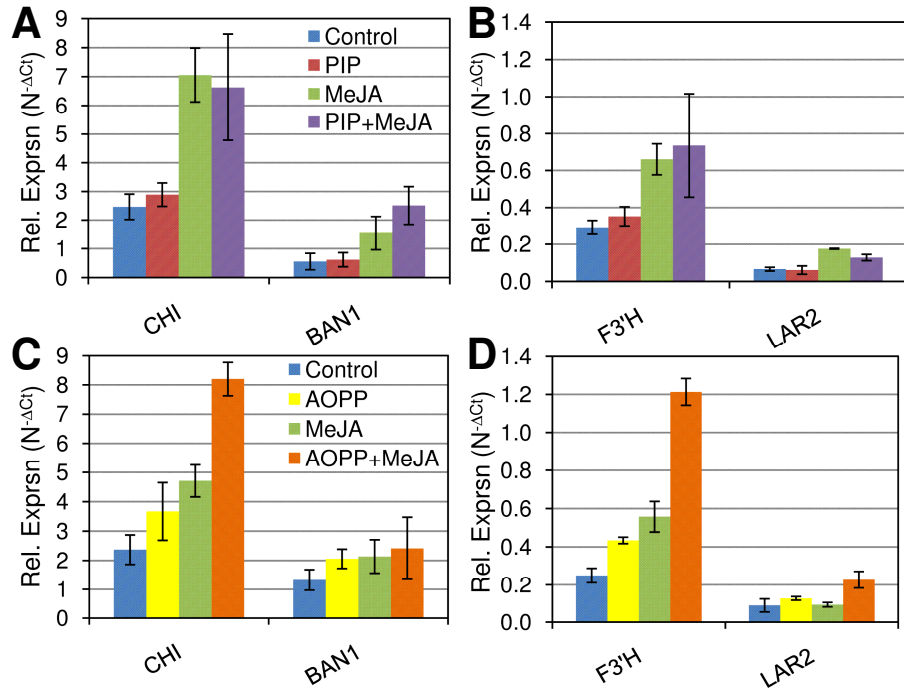 A
Rel. Exprsn (N-ΔCt)
9
8
7
6
5
4
3
2
1
0
Control
PIP
MeJA
PIP+MeJA
CHI
BAN1
B
Rel. Exprsn (N-ΔCt)
1.4
1.2
1.0
0.8
0.6
0.4
0.2
0.0
F3'H
LAR2
C
Rel. Exprsn (N-ΔCt)
9
8
7
6
5
4
3
2
1
0
Control
AOPP
MeJA
AOPP+MeJA
CHI
BAN1
D
Rel. Exprsn (N-ΔCt)
1.4
1.2
1.0
0.8
0.6
0.4
0.2
0.0
F3'H
LAR2